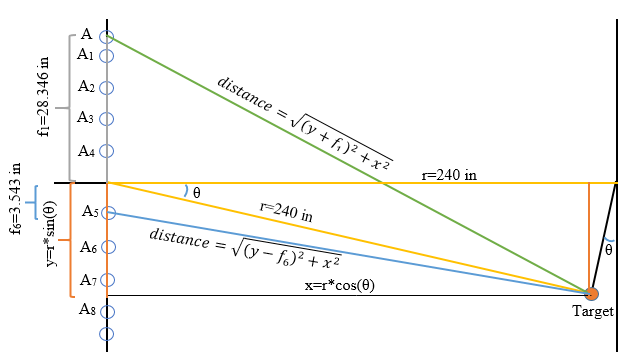 A
A1
A2
A3
A4
A5
A6
A7
A8
f₁=28.346 in
f₆=3.543 in
y=r*sin(θ)
distance = √(y + f₁)² + x²
r=240 in
θ
r=240 in
distance = √(y − f₆)² + x²
x=r*cos(θ)
θ
Target